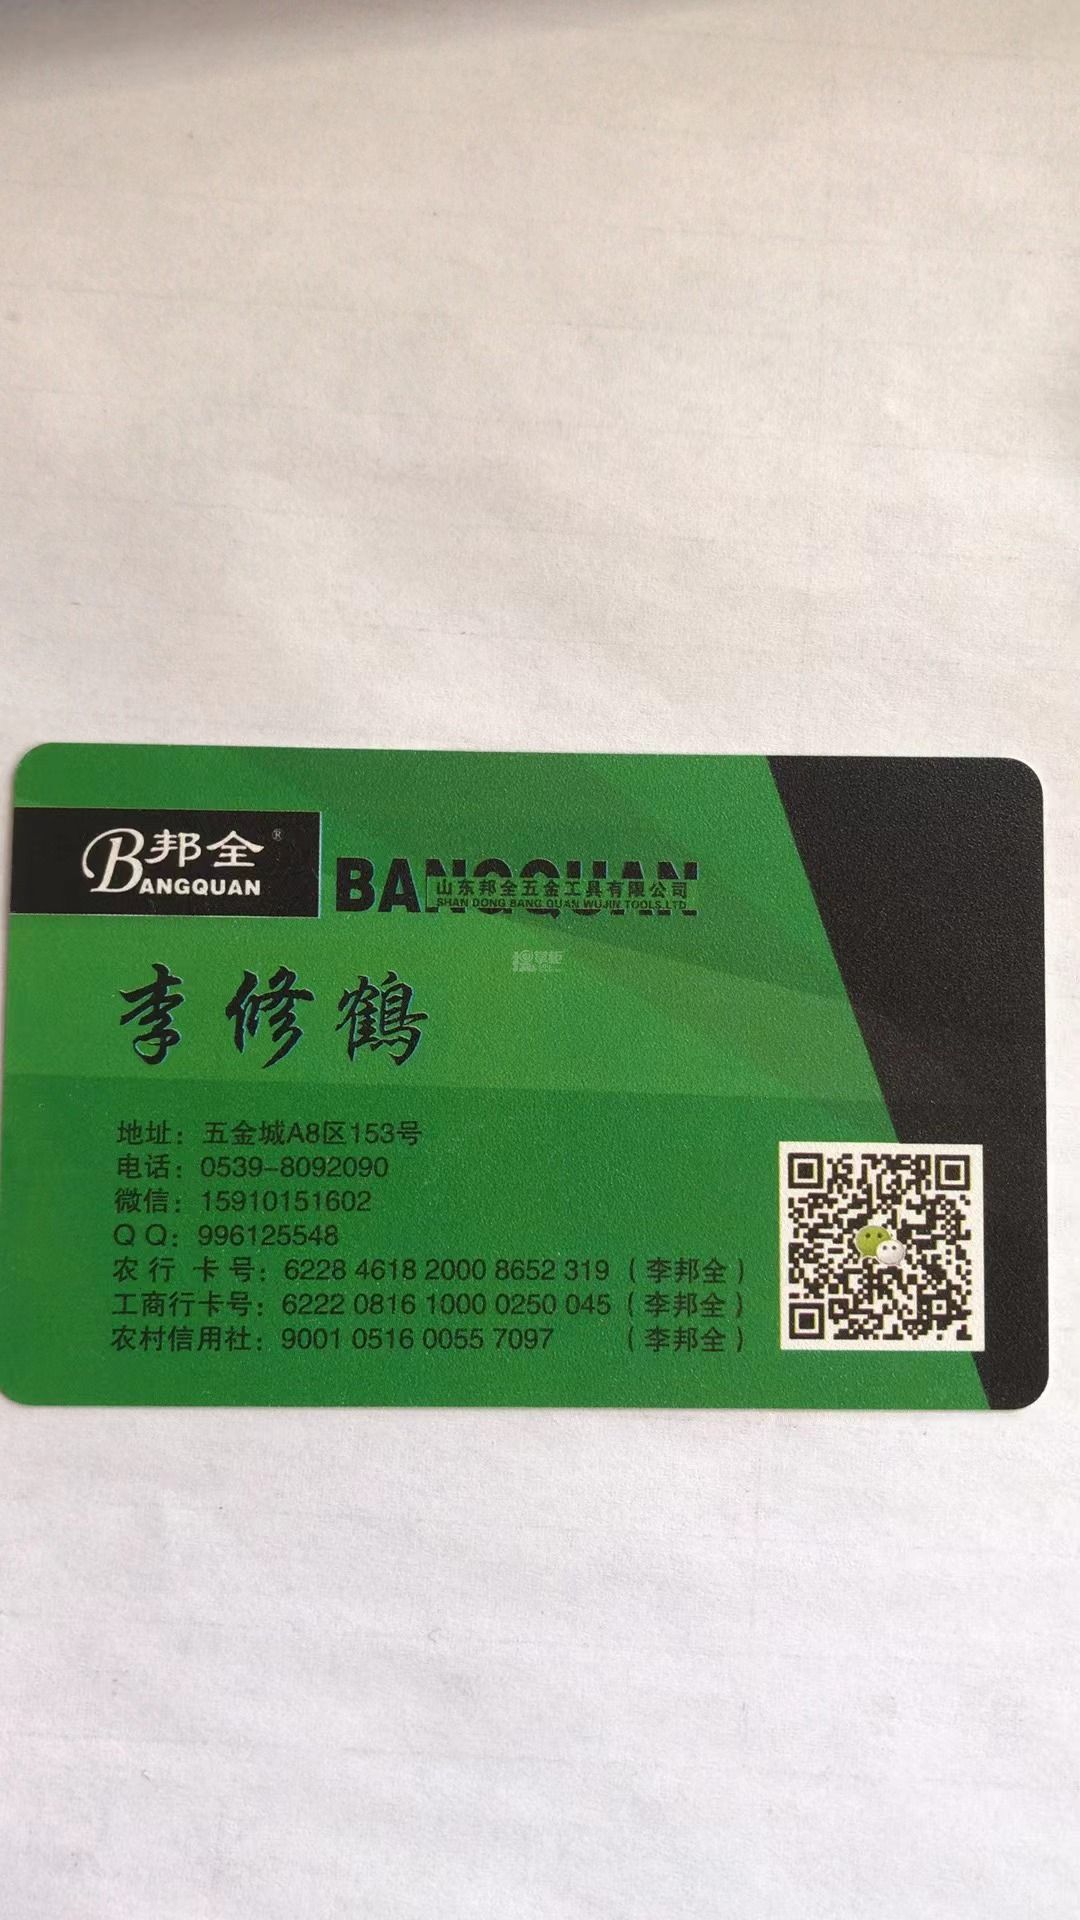 邦全®
BANGQUAN
BANGQUAN
山东邦全五金工具有限公司
SHAN DONG BANG QUAN WUJIN TOOLS.LTD
李修鹤
地址：五金城A8区153号
电话：0539-8092090
微信：15910151602
QQ：996125548
农行卡号：6228 4618 2000 8652 319（李邦全）
工商行卡号：6222 0816 1000 0250 045（李邦全）
农村信用社：9001 0516 0055 7097（李邦全）